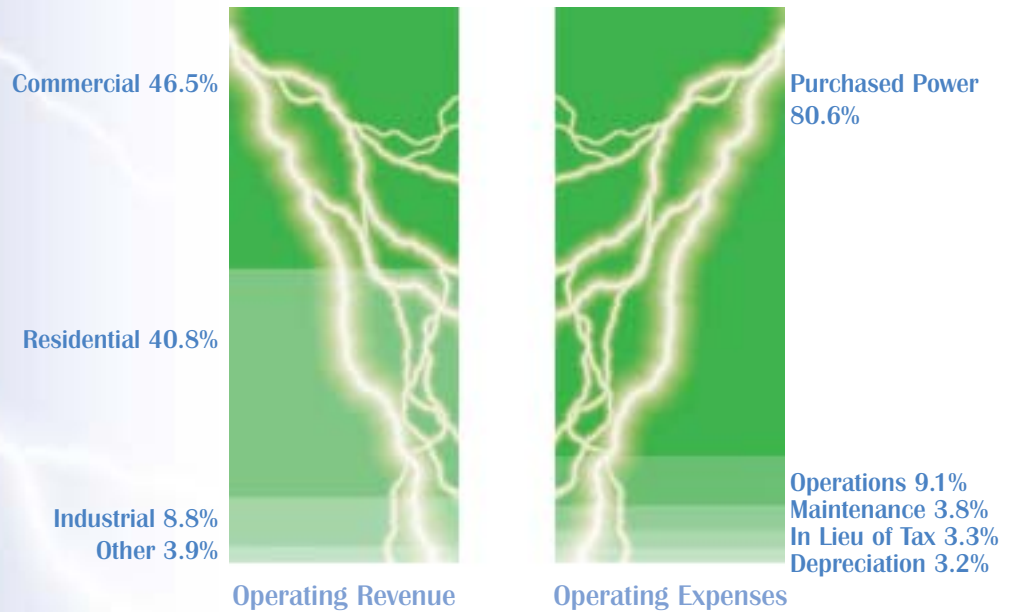 Commercial 46.5%
Residential 40.8%
Industrial 8.8%
Other 3.9%
Operating Revenue
Purchased Power
80.6%
Operations 9.1%
Maintenance 3.8%
In Lieu of Tax 3.3%
Depreciation 3.2%
Operating Expenses